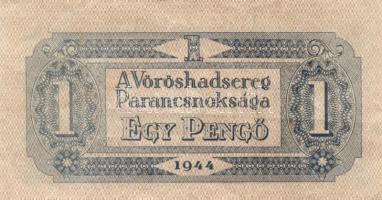 1
A Vöröshadsereg
Parancsnoksága
1 EGY PENGŐ 1
1944